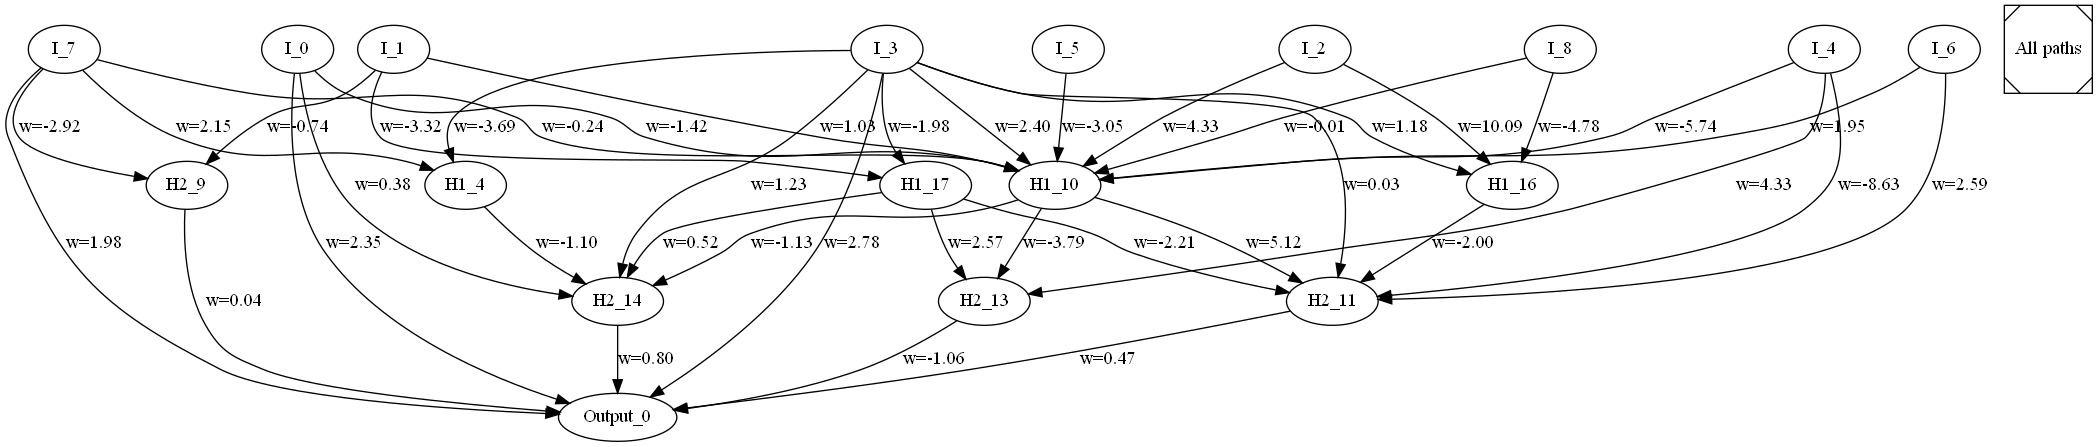 I_7 I_0 I_1 I_3 I_5 I_2 I_8 I_4 I_6 All paths
w=-2.92 w=2.15 w=-0.74 w=-3.32 w=-3.69 w=-0.24 w=-1.42 w=1.03 w=-1.98 w=2.40 w=-3.05 w=4.33 w=-0.01 w=1.18 w=10.09 w=-4.78 w=-5.74 w=1.95
H2_9 w=0.38 H1_4 w=1.23 H1_17 H1_10 w=0.03 H1_16 w=4.33 w=-8.63 w=2.59
w=1.98 w=2.35 w=-1.10 w=0.52 w=-1.13 w=2.78 w=2.57 w=-3.79 w=-2.21 w=5.12 w=-2.00
w=0.04 H2_14 H2_13 H2_11
w=0.80 w=-1.06 w=0.47
Output_0